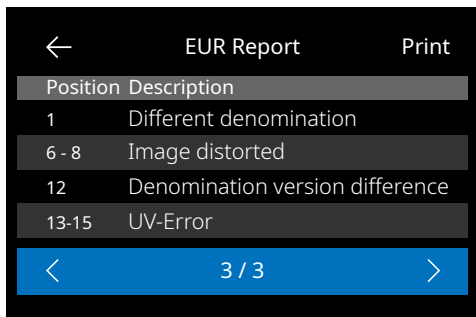 EUR Report Print
Position Description
1 Different denomination
6 - 8 Image distorted
12 Denomination version difference
13-15 UV-Error
3 / 3